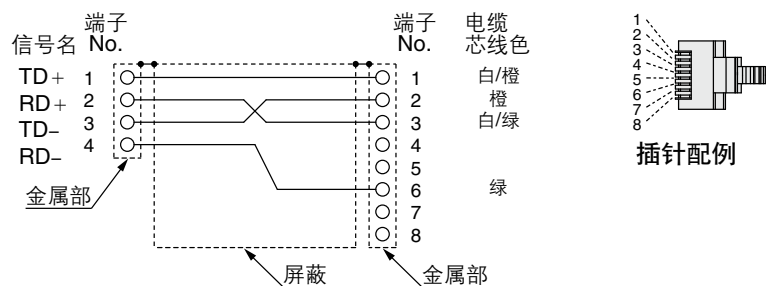 信号名 端子 No. 端子 No. 电缆 芯线色
TD+ 1 1 白/橙
RD+ 2 2 橙
TD− 3 3 白/绿
RD− 4 4
5
6 绿
7
8
金属部
屏蔽
金属部
1
2
3
4
5
6
7
8
插针配例